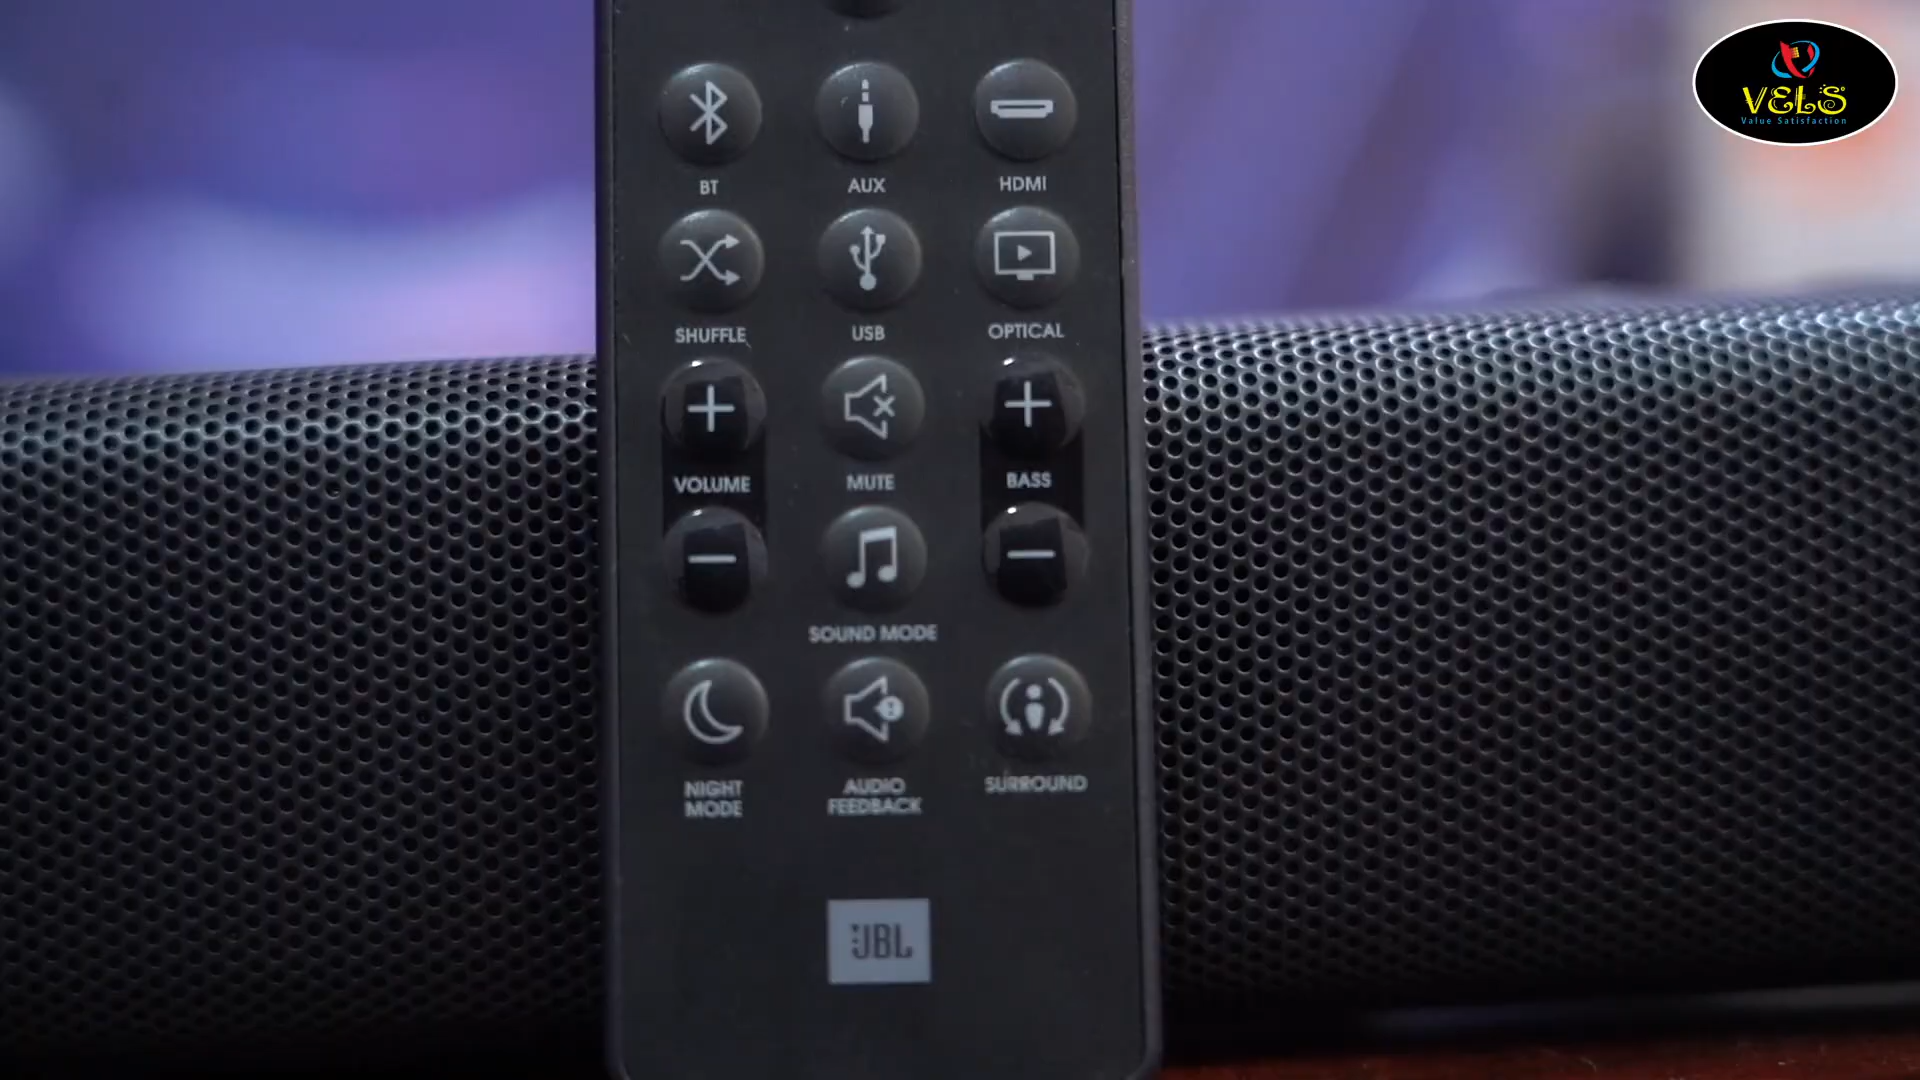 VELS
Value Satisfaction
BT AUX HDMI
SHUFFLE USB OPTICAL
VOLUME MUTE BASS
SOUND MODE
NIGHT MODE
AUDIO FEEDBACK
SURROUND
JBL